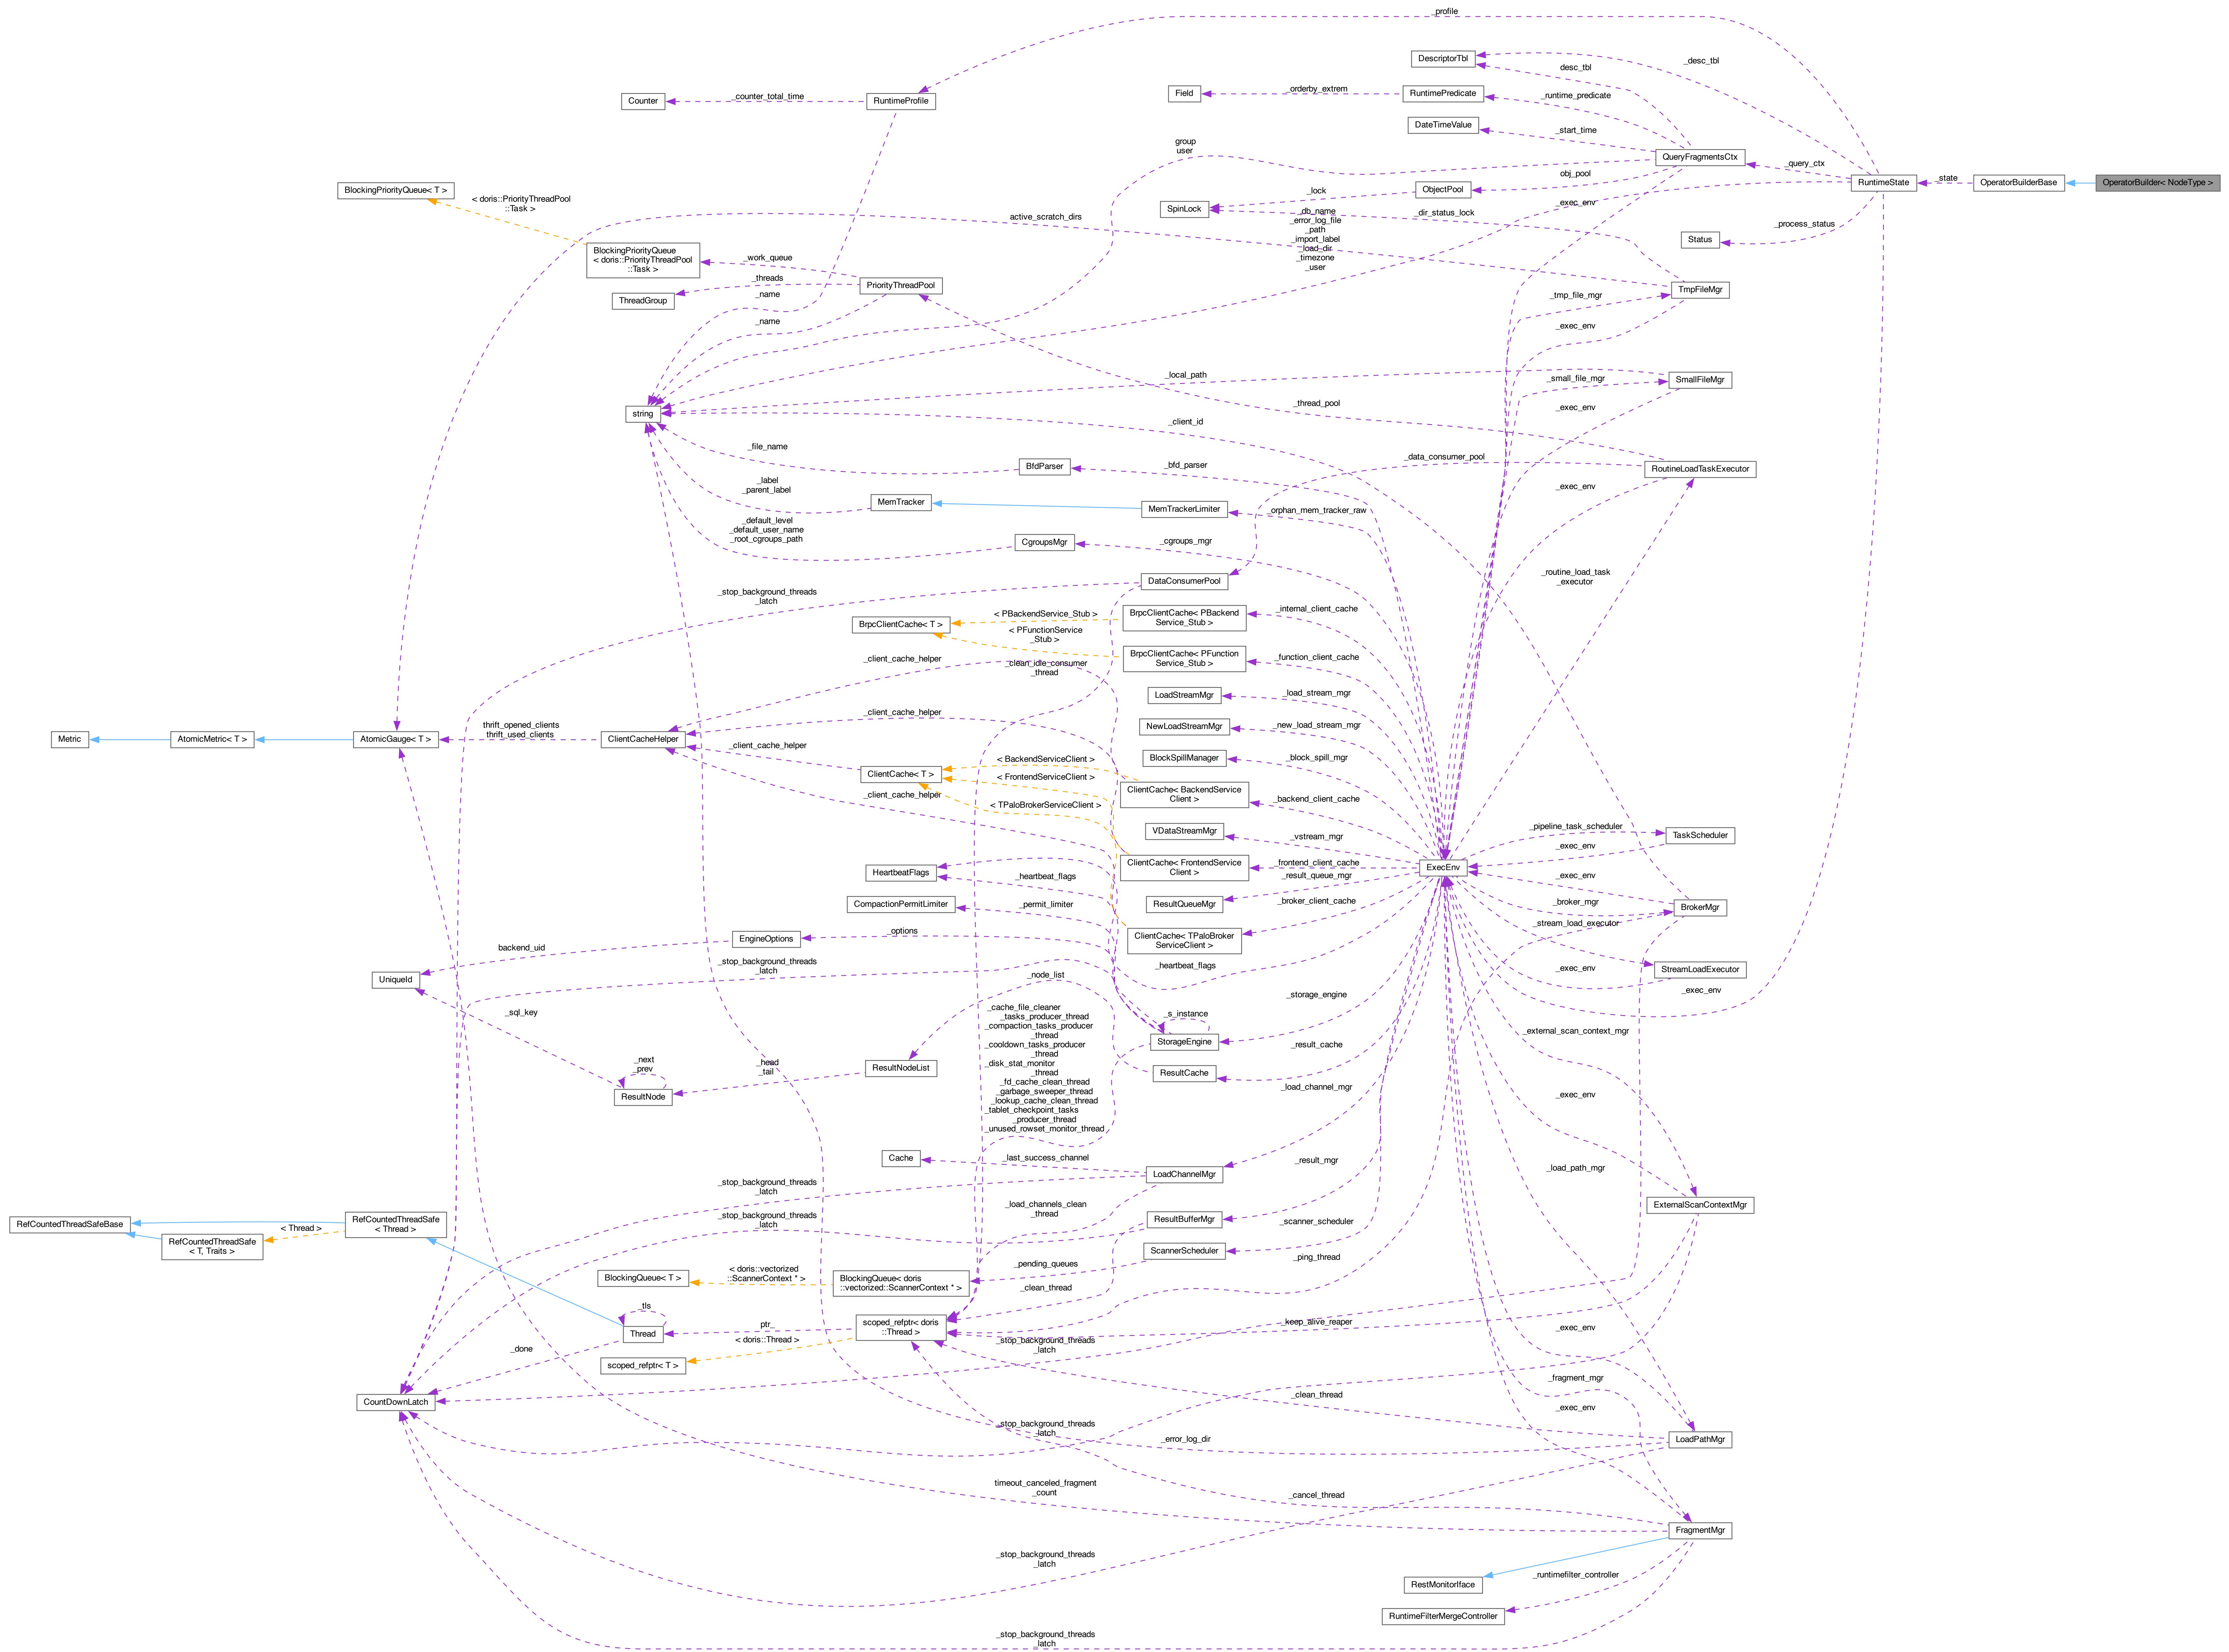 _profile
DescriptorTbl
_desc_tbl
desc_tbl
Counter
_counter_total_time
RuntimeProfile
Field
_orderby_extrem
RuntimePredicate
_runtime_predicate
DateTimeValue
_start_time
group
user
QueryFragmentsCtx
_query_ctx
obj_pool
RuntimeState
_state
OperatorBuilderBase
OperatorBuilder< NodeType >
BlockingPriorityQueue< T >
< doris::PriorityThreadPool
::Task >
_lock
ObjectPool
SpinLock
_exec_env
active_scratch_dirs
_db_name
_error_log_file
_path
_import_label
_load_dir
_timezone
_user
_dir_status_lock
Status
_process_status
BlockingPriorityQueue
< doris::PriorityThreadPool
::Task >
_work_queue
_threads
PriorityThreadPool
ThreadGroup
_name
_name
_tmp_file_mgr
TmpFileMgr
_exec_env
_local_path
_small_file_mgr
SmallFileMgr
string
_client_id
_thread_pool
_exec_env
_file_name
BfdParser
_bfd_parser
_data_consumer_pool
RoutineLoadTaskExecutor
_label
_parent_label
MemTracker
MemTrackerLimiter
_orphan_mem_tracker_raw
_exec_env
_default_level
_default_user_name
_root_cgroups_path
CgroupsMgr
_cgroups_mgr
DataConsumerPool
_routine_load_task
_executor
_stop_background_threads
_latch
< PBackendService_Stub >
BrpcClientCache< PBackend
Service_Stub >
_internal_client_cache
BrpcClientCache< T >
< PFunctionService
_Stub >
BrpcClientCache< PFunction
Service_Stub >
_function_client_cache
_client_cache_helper
_clean_idle_consumer
_thread
LoadStreamMgr
_load_stream_mgr
_client_cache_helper
NewLoadStreamMgr
_new_load_stream_mgr
Metric
AtomicMetric< T >
AtomicGauge< T >
thrift_opened_clients
thrift_used_clients
ClientCacheHelper
_client_cache_helper
BlockSpillManager
_block_spill_mgr
ClientCache< T >
< BackendServiceClient >
< FrontendServiceClient >
ClientCache< BackendService
Client >
_backend_client_cache
_client_cache_helper
< TPaloBrokerServiceClient >
VDataStreamMgr
_vstream_mgr
_pipeline_task_scheduler
TaskScheduler
_exec_env
HeartbeatFlags
_heartbeat_flags
ClientCache< FrontendService
Client >
_frontend_client_cache
ExecEnv
_result_queue_mgr
_exec_env
CompactionPermitLimiter
_permit_limiter
ResultQueueMgr
_broker_client_cache
_broker_mgr
BrokerMgr
EngineOptions
_options
ClientCache< TPaloBroker
ServiceClient >
_stream_load_executor
backend_uid
UniqueId
_stop_background_threads
_latch
_node_list
_heartbeat_flags
_exec_env
StreamLoadExecutor
_exec_env
_storage_engine
_sql_key
_cache_file_cleaner
_tasks_producer_thread
_compaction_tasks_producer
_thread
_cooldown_tasks_producer
_thread
_disk_stat_monitor
_thread
_fd_cache_clean_thread
_garbage_sweeper_thread
_lookup_cache_clean_thread
_tablet_checkpoint_tasks
_producer_thread
_unused_rowset_monitor_thread
_s_instance
StorageEngine
_external_scan_context_mgr
_result_cache
_next
_prev
ResultNode
_head
_tail
ResultNodeList
ResultCache
_load_channel_mgr
_exec_env
Cache
_last_success_channel
LoadChannelMgr
_result_mgr
_load_path_mgr
_stop_background_threads
_latch
_load_channels_clean
_thread
ExternalScanContextMgr
RefCountedThreadSafeBase
RefCountedThreadSafe
< Thread >
< Thread >
RefCountedThreadSafe
< T, Traits >
_stop_background_threads
_latch
ResultBufferMgr
_scanner_scheduler
ScannerScheduler
_ping_thread
BlockingQueue< T >
< doris::vectorized
::ScannerContext * >
BlockingQueue< doris
::vectorized::ScannerContext * >
_pending_queues
_clean_thread
_tls
Thread
ptr_
scoped_refptr< doris
::Thread >
_keep_alive_reaper
_exec_env
_done
< doris::Thread >
scoped_refptr< T >
_stop_background_threads
_latch
_fragment_mgr
CountDownLatch
_clean_thread
_exec_env
_stop_background_threads
_latch
_error_log_dir
LoadPathMgr
timeout_canceled_fragment
_count
_cancel_thread
FragmentMgr
_stop_background_threads
_latch
RestMonitorIface
_runtimefilter_controller
RuntimeFilterMergeController
_stop_background_threads
_latch